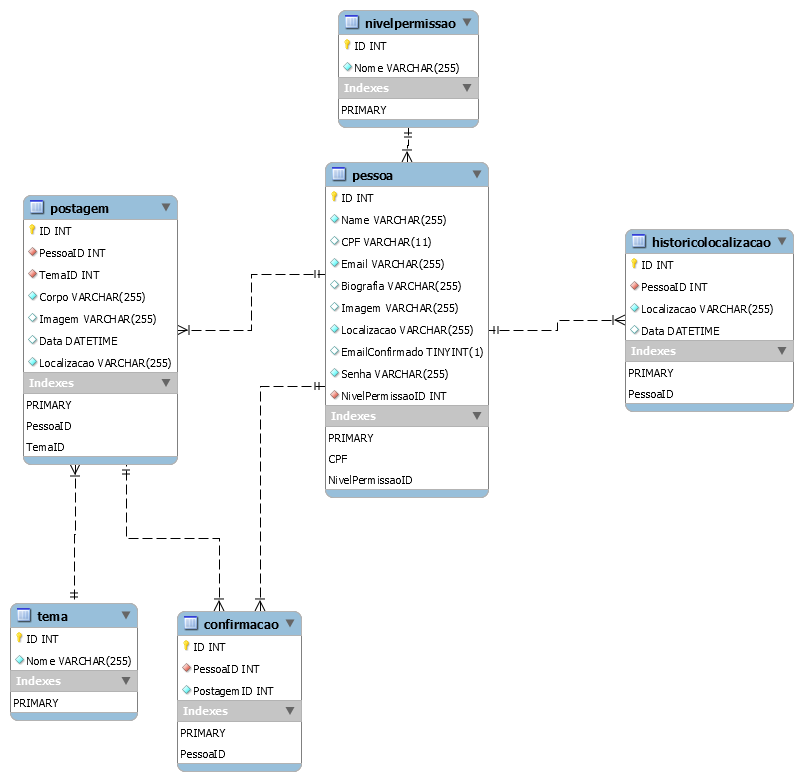 nivelpermissao
ID INT
Nome VARCHAR(255)
Indexes
PRIMARY
pessoa
ID INT
Name VARCHAR(255)
CPF VARCHAR(11)
Email VARCHAR(255)
Biografia VARCHAR(255)
Imagem VARCHAR(255)
Localizacao VARCHAR(255)
EmailConfirmado TINYINT(1)
Senha VARCHAR(255)
NivelPermissaoID INT
Indexes
PRIMARY
CPF
NivelPermissaoID
postagem
ID INT
PessoaID INT
TemaID INT
Corpo VARCHAR(255)
Imagem VARCHAR(255)
Data DATETIME
Localizacao VARCHAR(255)
Indexes
PRIMARY
PessoaID
TemaID
historicolocalizacao
ID INT
PessoaID INT
Localizacao VARCHAR(255)
Data DATETIME
Indexes
PRIMARY
PessoaID
tema
ID INT
Nome VARCHAR(255)
Indexes
PRIMARY
confirmacao
ID INT
PessoaID INT
PostagemID INT
Indexes
PRIMARY
PessoaID